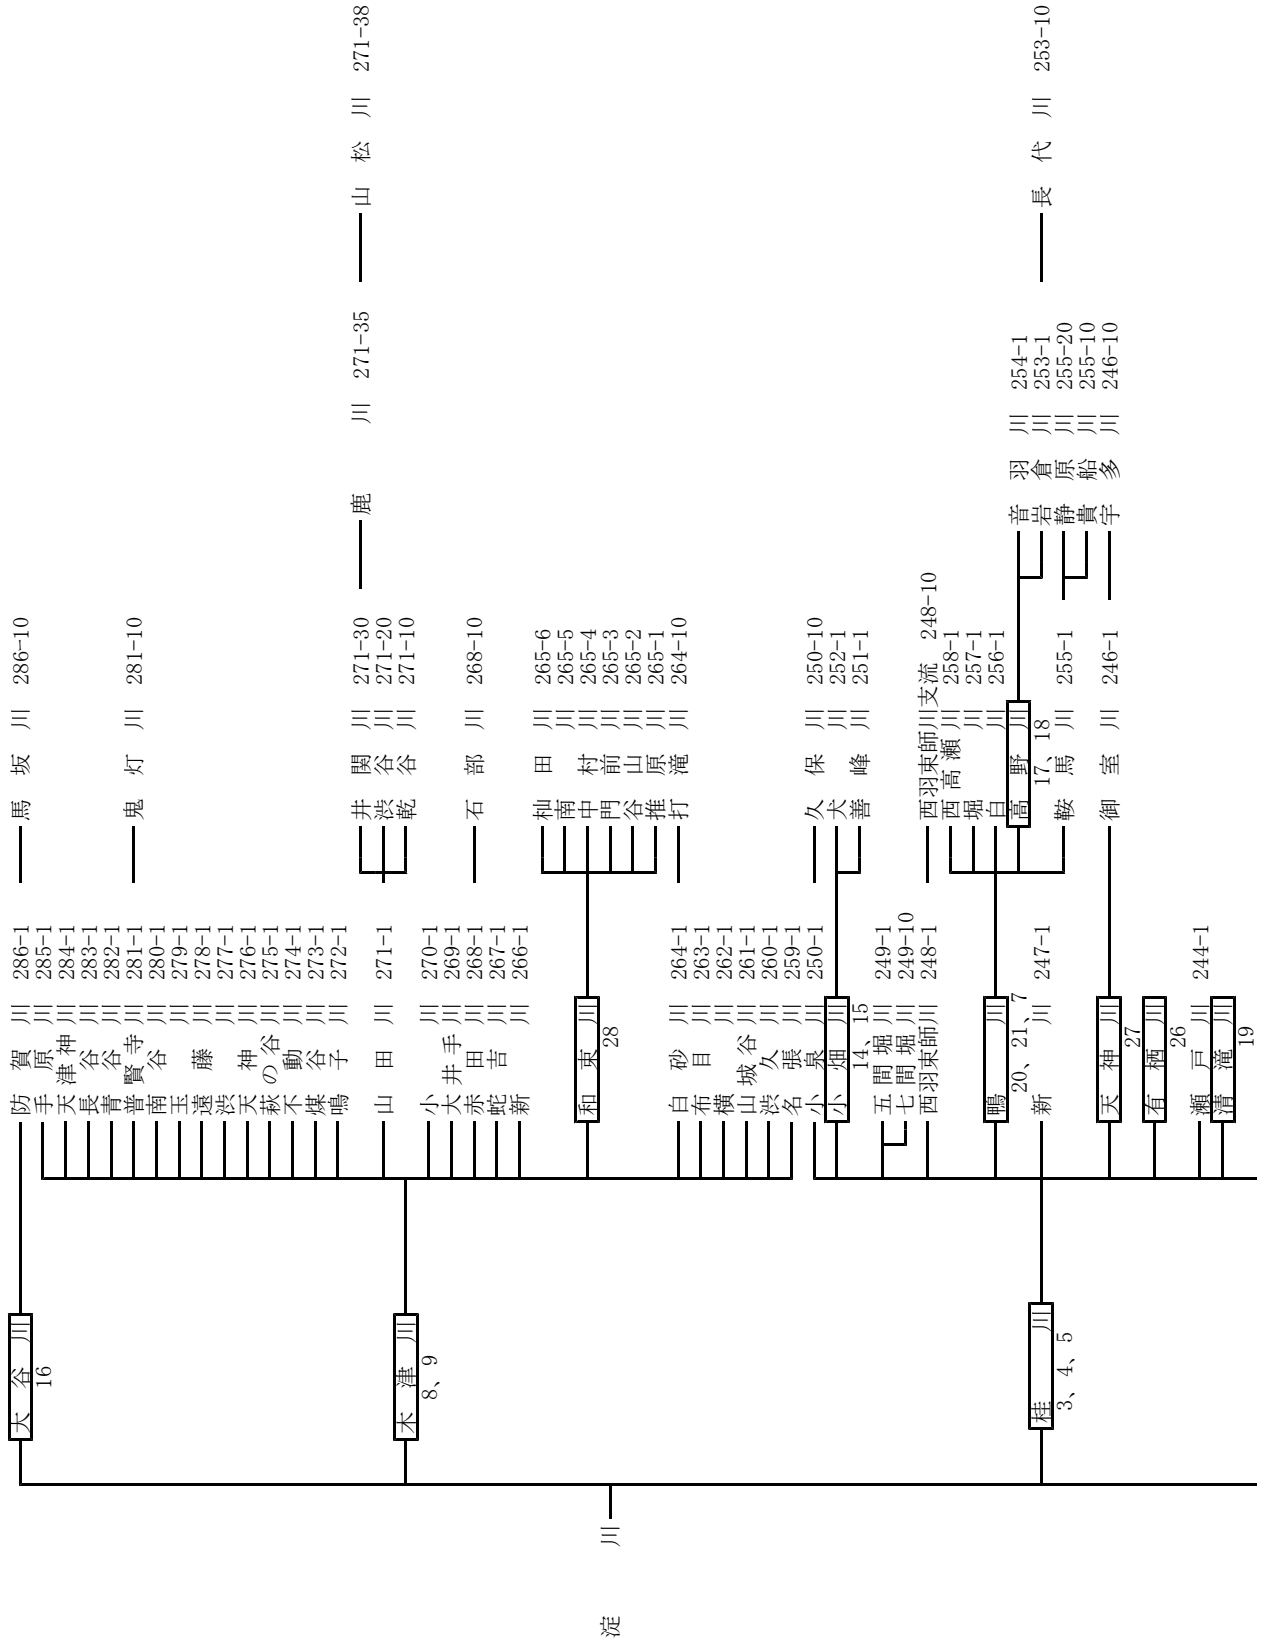 淀 川
大 谷 川
16
防 賀 川 286-1
馬 坂 川 286-10
木 津 川
8、9
手 原 川 285-1
天 津 神 川 284-1
長 谷 川 283-1
青 谷 川 282-1
普 賢 寺 川 281-1
鬼 灯 川 281-10
南 谷 川 280-1
玉 川 279-1
遠 藤 川 278-1
渋 川 277-1
天 神 川 276-1
萩 の 谷 川 275-1
不 動 川 274-1
煤 谷 川 273-1
鳴 子 川 272-1
山 田 川 271-1
井 関 川 271-30
鹿 川 271-35
山 松 川 271-38
渋 谷 川 271-20
乾 谷 川 271-10
小 川 270-1
大 井 手 川 269-1
赤 田 川 268-1
石 部 川 268-10
蛇 吉 川 267-1
新 川 266-1
和 束 川
28
杣 田 川 265-6
南 川 265-5
中 村 川 265-4
門 前 川 265-3
谷 山 川 265-2
推 原 川 265-1
白 砂 川 264-1
打 滝 川 264-10
布 目 川 263-1
横 川 262-1
山 城 谷 川 261-1
渋 久 川 260-1
名 張 川 259-1
桂 川
3、4、5
小 泉 川 250-1
久 保 川 250-10
小 畑 川
14、15
犬 川 252-1
善 峰 川 251-1
五 間 堀 川 249-1
七 間 堀 川 249-10
西羽束師川 248-1
西羽束師川支流 248-10
鴨 川
20、21、7
西 高 瀬 川 258-1
堀 川 257-1
白 川 256-1
高 野 川
17、18
音 羽 川 254-1
岩 倉 川 253-1
長 代 川 253-10
鞍 馬 川 255-1
静 原 川 255-20
貴 船 川 255-10
新 川 247-1
天 神 川
27
御 室 川 246-1
宇 多 川 246-10
有 栖 川
26
瀬 戸 川 244-1
清 滝 川
19